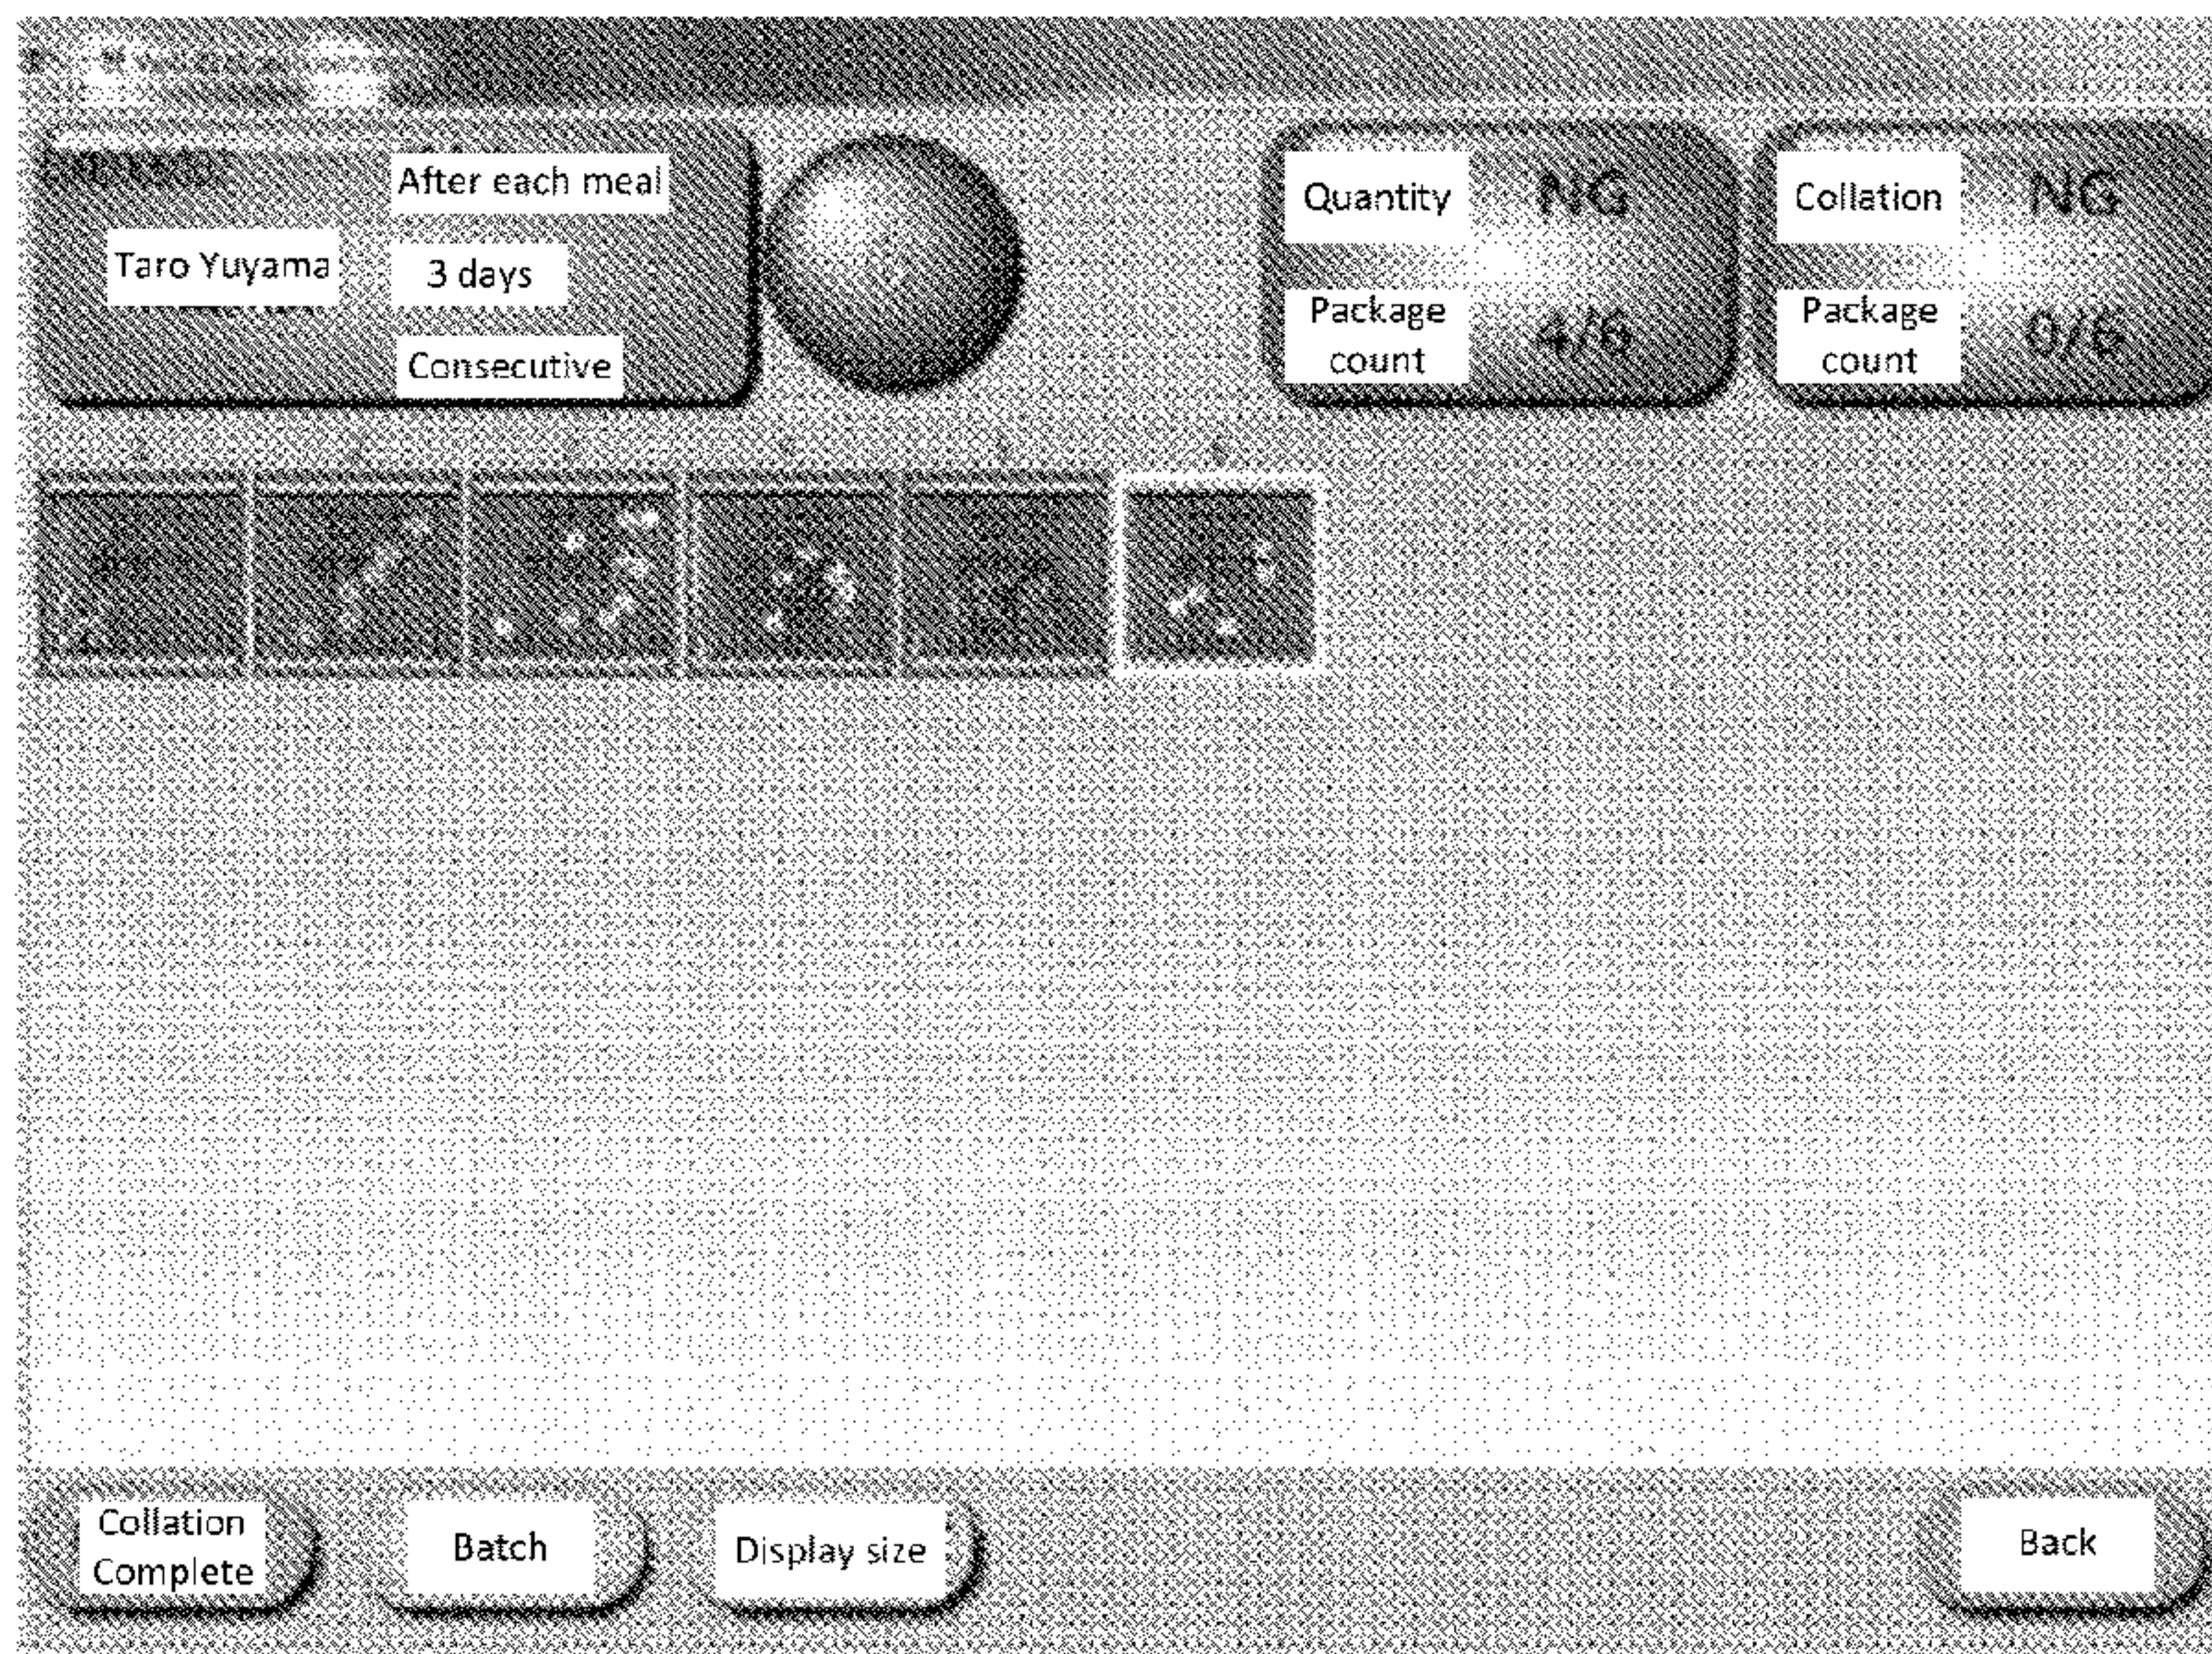 After each meal
Taro Yuyama
3 days
Consecutive
Quantity NG
Package
count 4/6
Collation NG
Package
count 0/6
Collation
Complete
Batch
Display size
Back